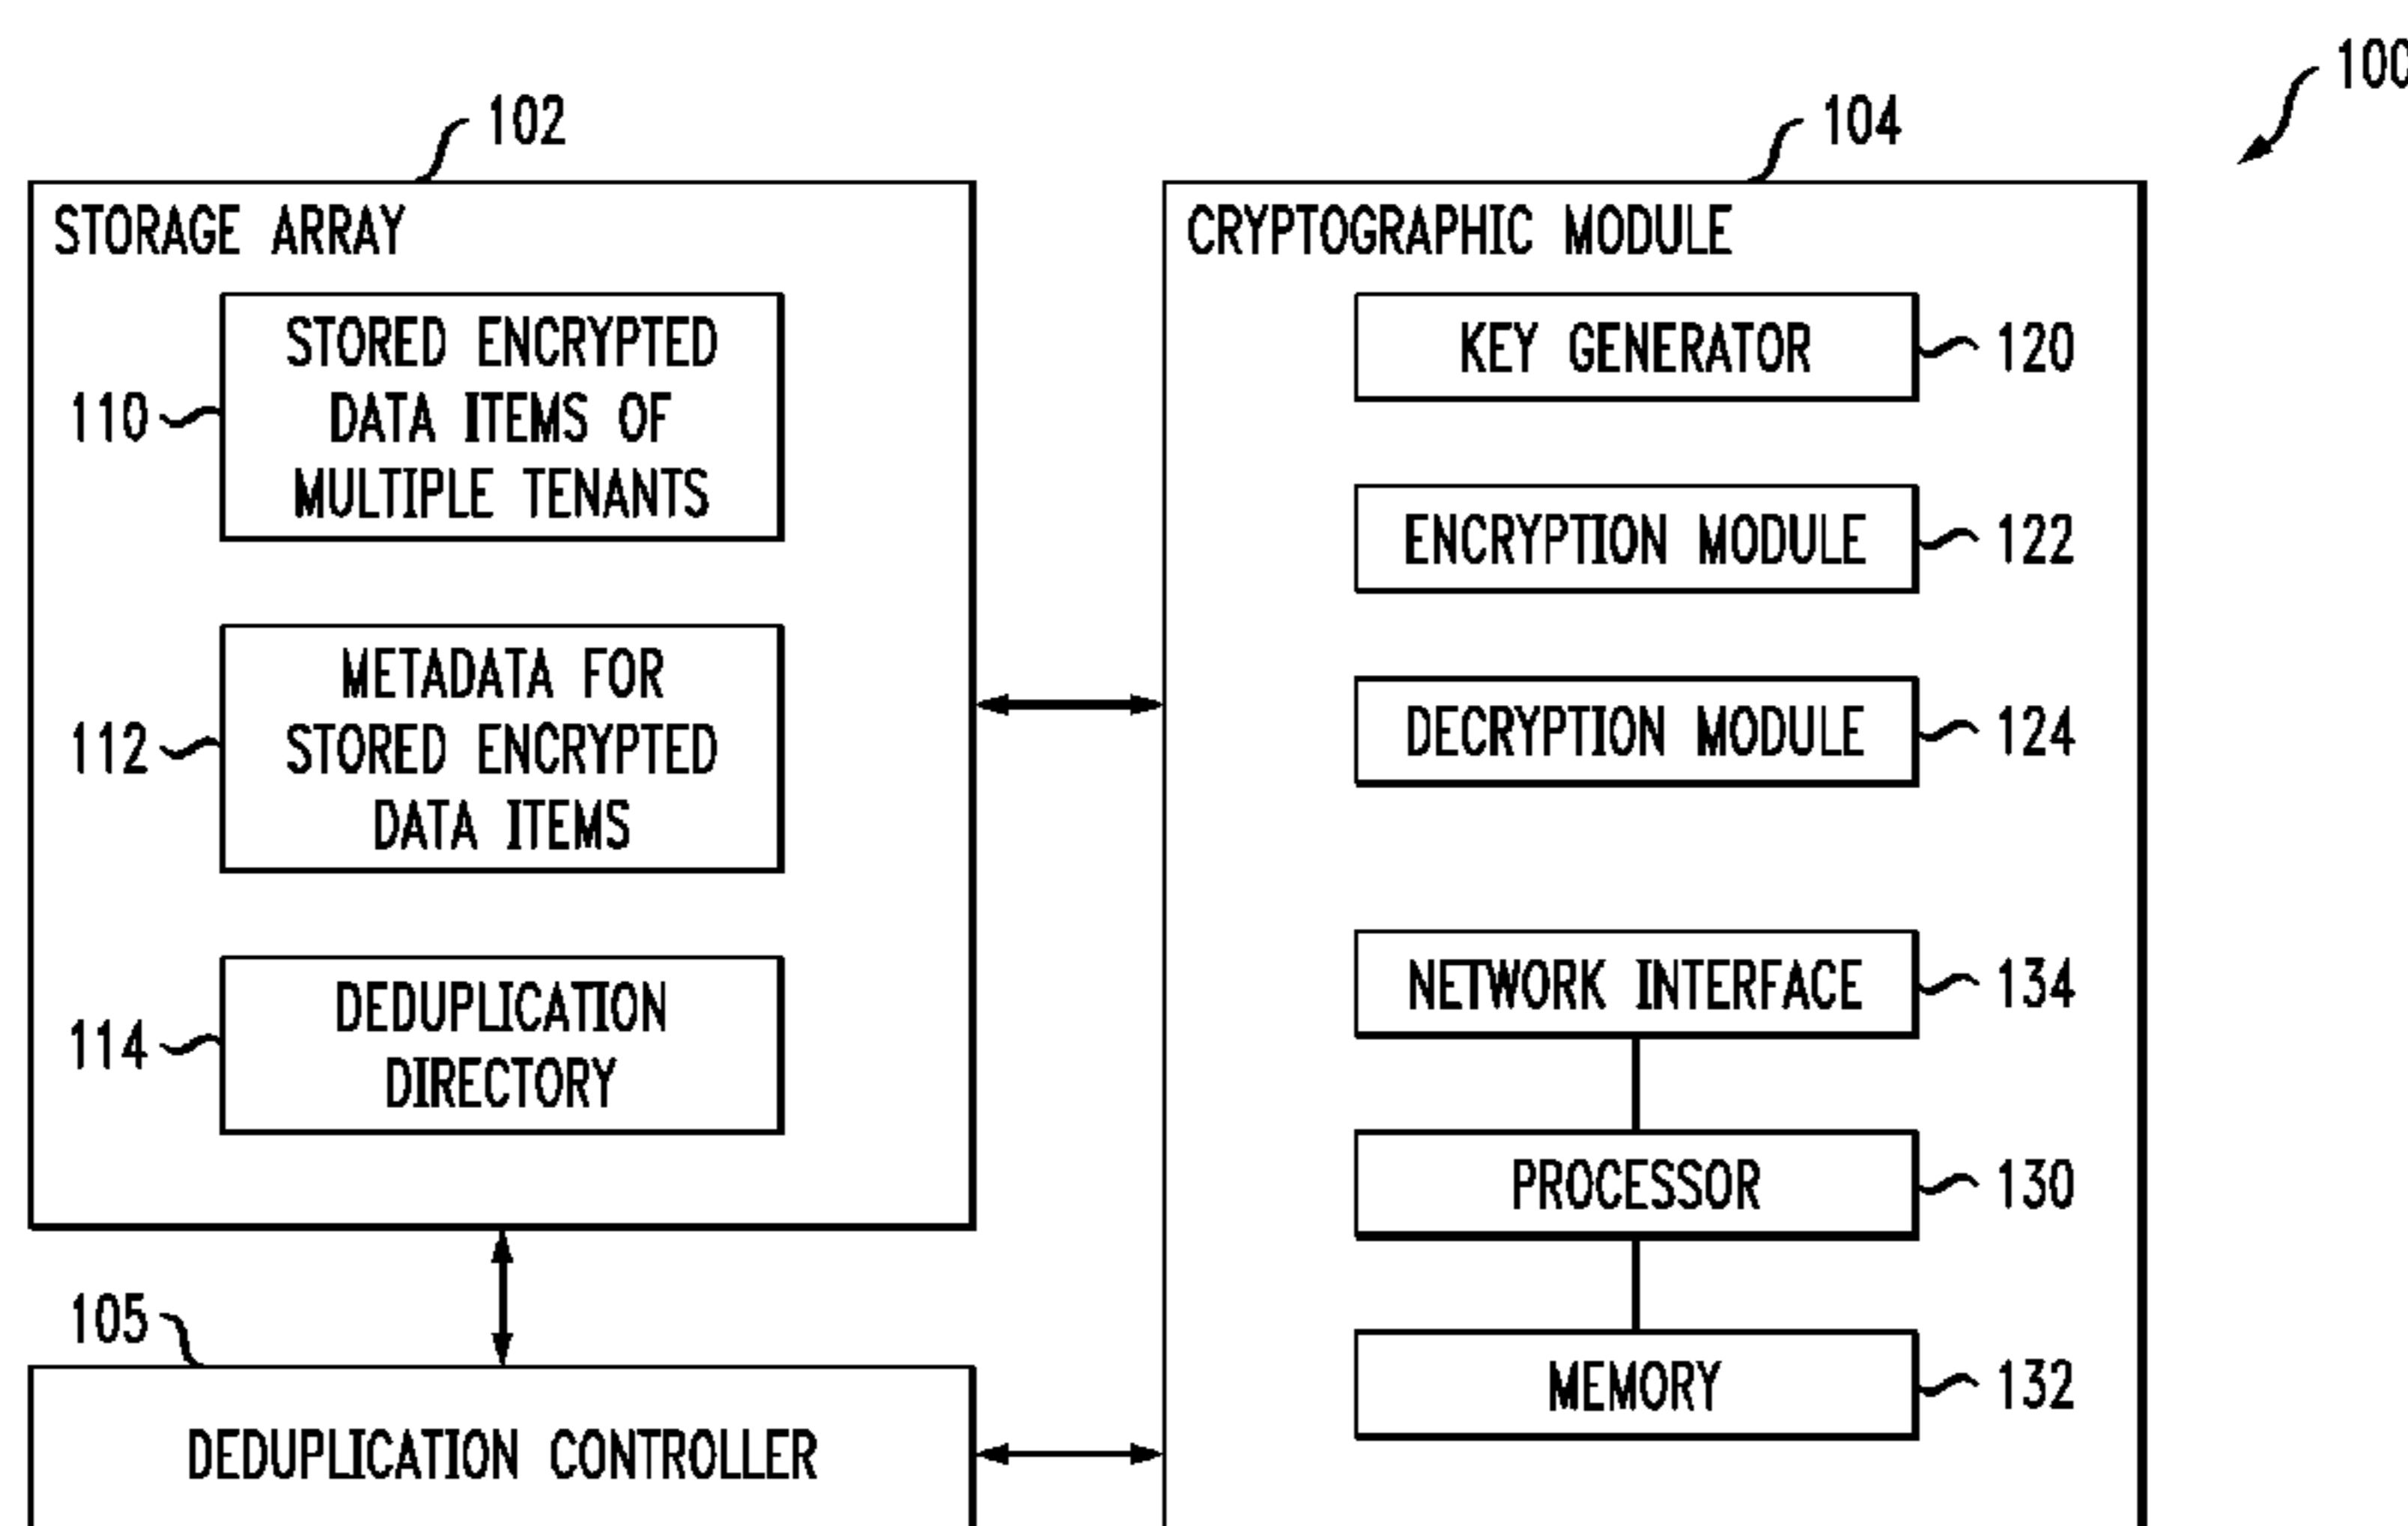 100
102
104
STORAGE ARRAY
STORED ENCRYPTED
DATA ITEMS OF
MULTIPLE TENANTS
110
METADATA FOR
STORED ENCRYPTED
DATA ITEMS
112
DEDUPLICATION
DIRECTORY
114
105
DEDUPLICATION CONTROLLER
CRYPTOGRAPHIC MODULE
KEY GENERATOR
120
ENCRYPTION MODULE
122
DECRYPTION MODULE
124
NETWORK INTERFACE
134
PROCESSOR
130
MEMORY
132